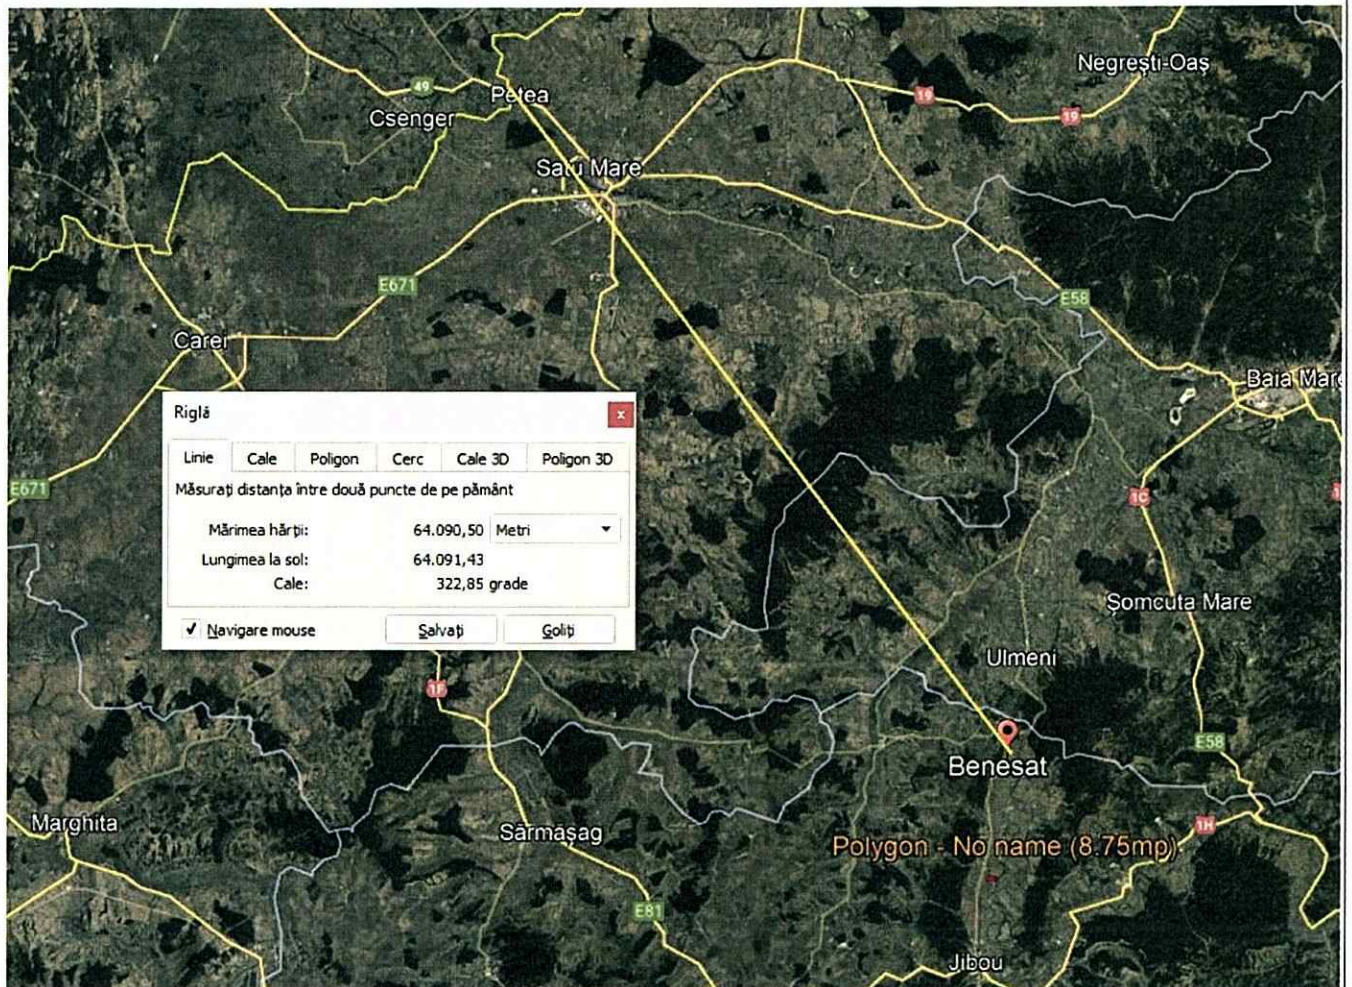 Negrești-Oaș
49
Petea
19
Csenger
19
Satu Mare
E671
E58
Carei
Baia Mare
Riglă
x
Linie Cale Poligon Cerc Cale 3D Poligon 3D
Măsurați distanța între două puncte de pe pământ
E671
1C
Mărimea hărții: 64.090,50 Metri
Lungimea la sol: 64.091,43
Cale: 322,85 grade
Șomcuta Mare
Navigare mouse Salvați Goliți
Ulmeni
1F
E58
Benesat
Marghita
Sărmășag
1H
Polygon - No name (8.75mp)
E81
Jibou